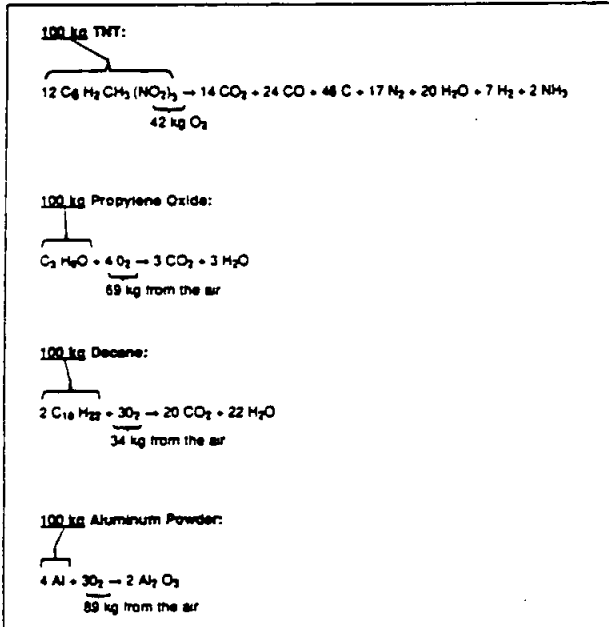 100 kg TNT:
12 C₆ H₂ CH₃ (NO₂)₃ → 14 CO₂ + 24 CO + 46 C + 17 N₂ + 20 H₂O + 7 H₂ + 2 NH₃
42 kg O₂
100 kg Propylene Oxide:
C₃ H₆O + 4 O₂ → 3 CO₂ + 3 H₂O
69 kg from the air
100 kg Decane:
2 C₁₀ H₂₂ + 3O₂ → 20 CO₂ + 22 H₂O
34 kg from the air
100 kg Aluminum Powder:
4 Al + 3O₂ → 2 Al₂ O₃
89 kg from the air